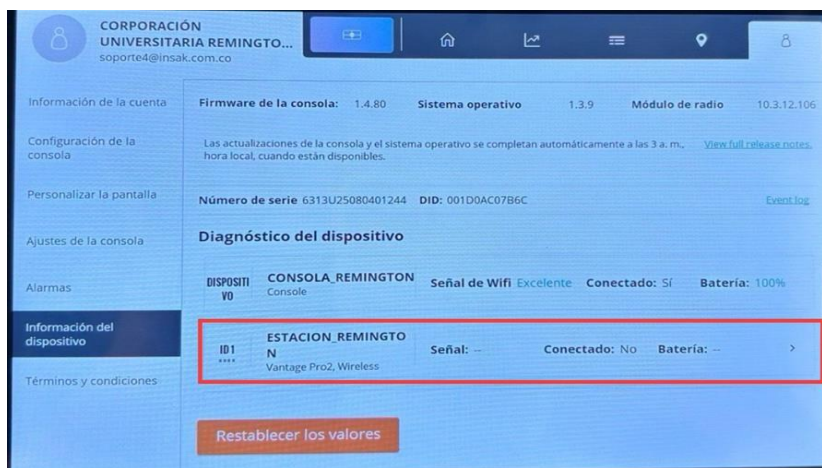 CORPORACIÓN
UNIVERSITARIA REMINGTO...
soporte4@insak.com.co
Información de la cuenta
Configuración de la
consola
Personalizar la pantalla
Ajustes de la consola
Alarmas
Información del
dispositivo
Términos y condiciones
Firmware de la consola: 1.4.80 Sistema operativo 1.3.9 Módulo de radio 10.3.12.106
Las actualizaciones de la consola y el sistema operativo se completan automáticamente a las 3 a. m., View full release notes.
hora local, cuando están disponibles.
Número de serie 6313U25080401244 DID: 001D0AC07B6C Event log
Diagnóstico del dispositivo
DISPOSITI
VO
CONSOLA_REMINGTON
Console
Señal de Wifi Excelente Conectado: Sí Batería: 100%
ID1
ESTACION_REMINGTO
N
Vantage Pro2, Wireless
Señal: -- Conectado: No Batería: --
Restablecer los valores